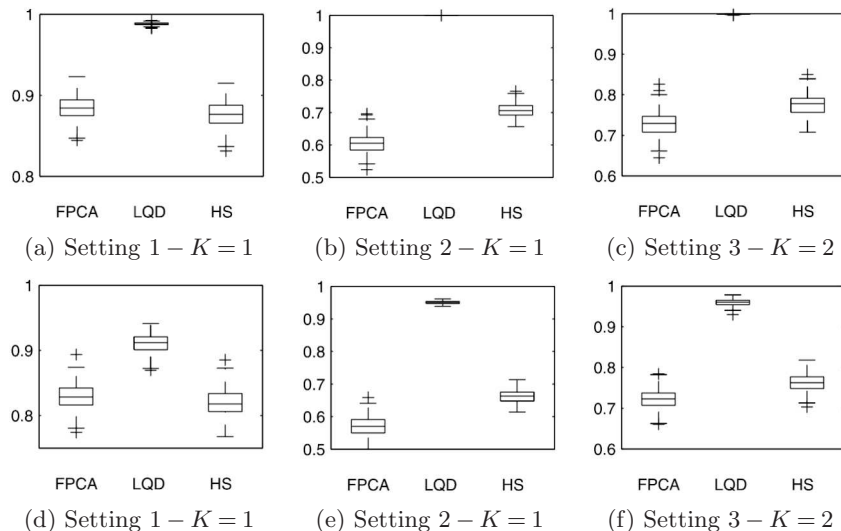 1
0.9
0.8
FPCA LQD HS
(a) Setting 1 − K = 1
1
0.9
0.8
0.7
0.6
0.5
FPCA LQD HS
(b) Setting 2 − K = 1
1
0.9
0.8
0.7
0.6
FPCA LQD HS
(c) Setting 3 − K = 2
1
0.9
0.8
FPCA LQD HS
(d) Setting 1 − K = 1
1
0.9
0.8
0.7
0.6
0.5
FPCA LQD HS
(e) Setting 2 − K = 1
1
0.9
0.8
0.7
0.6
FPCA LQD HS
(f) Setting 3 − K = 2